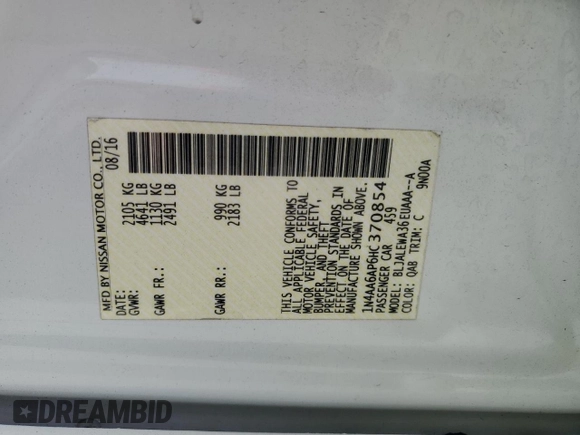 MFD BY NISSAN MOTOR CO., LTD.
DATE: 08/16
GVWR: 2105 KG
4641 LB
GAWR FR.: 1130 KG
2491 LB
GAWR RR.: 990 KG
2183 LB
THIS VEHICLE CONFORMS TO
ALL APPLICABLE FEDERAL
MOTOR VEHICLE SAFETY,
BUMPER, AND THEFT
PREVENTION STANDARDS IN
EFFECT ON THE DATE OF
MANUFACTURE SHOWN ABOVE.
1N4AA6AP6HC370854
PASSENGER CAR 459
MODEL: BLJALEWA36EUAAA--A
COLOR: QAB TRIM: C 9N00A
DREAMBID